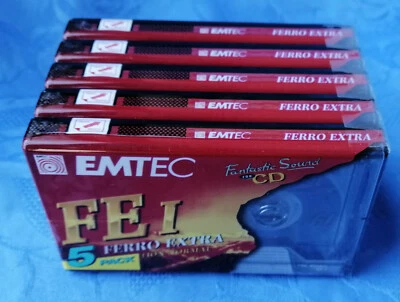 EMTEC FERRO EXTRA
EMTEC FERRO EXTRA
EMTEC FERRO EXTRA
EMTEC FERRO EXTRA
EMTEC FERRO EXTRA
EMTEC
Fantastic Sound
CD
FE I
5 PACK
FERRO EXTRA